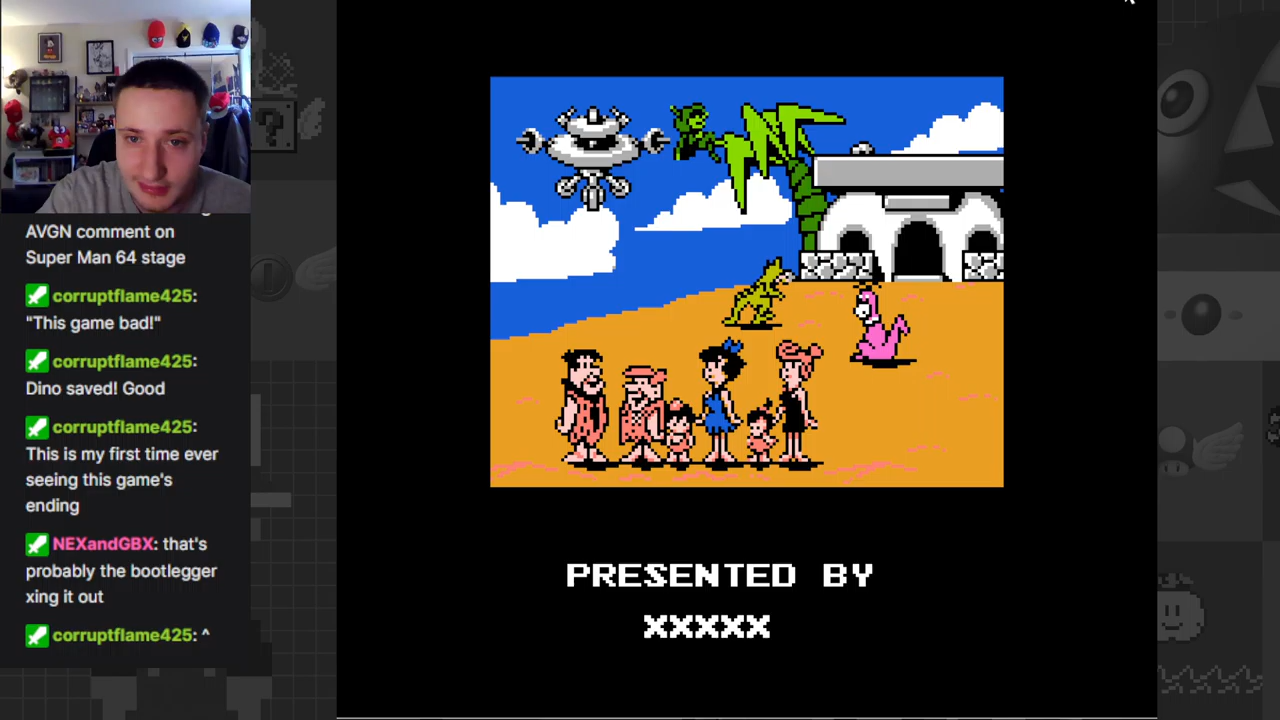 AVGN comment on
Super Man 64 stage
corruptflame425:
"This game bad!"
corruptflame425:
Dino saved! Good
corruptflame425:
This is my first time ever
seeing this game's
ending
NEXandGBX: that's
probably the bootlegger
xing it out
corruptflame425: ^
PRESENTED BY
XXXXX